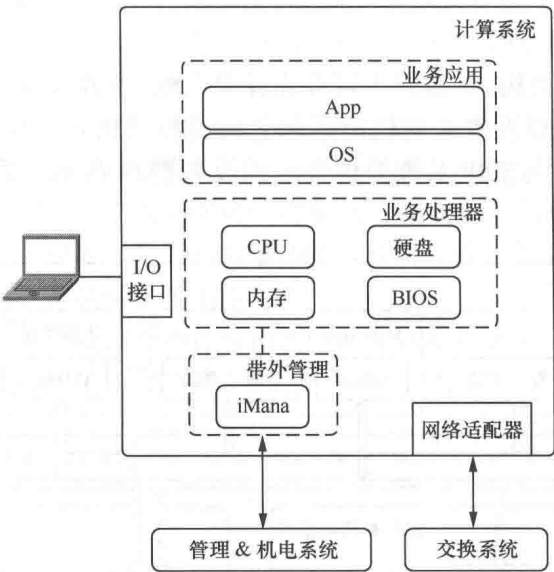 计算系统
业务应用
App
OS
业务处理器
CPU
硬盘
内存
BIOS
I/O
接口
带外管理
iMana
网络适配器
管理 & 机电系统
交换系统